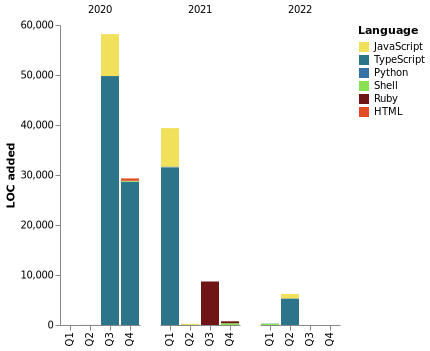 2020 2021 2022
Language
JavaScript
TypeScript
Python
Shell
Ruby
HTML
LOC added
60,000
50,000
40,000
30,000
20,000
10,000
0
Q1 Q2 Q3 Q4 Q1 Q2 Q3 Q4 Q1 Q2 Q3 Q4